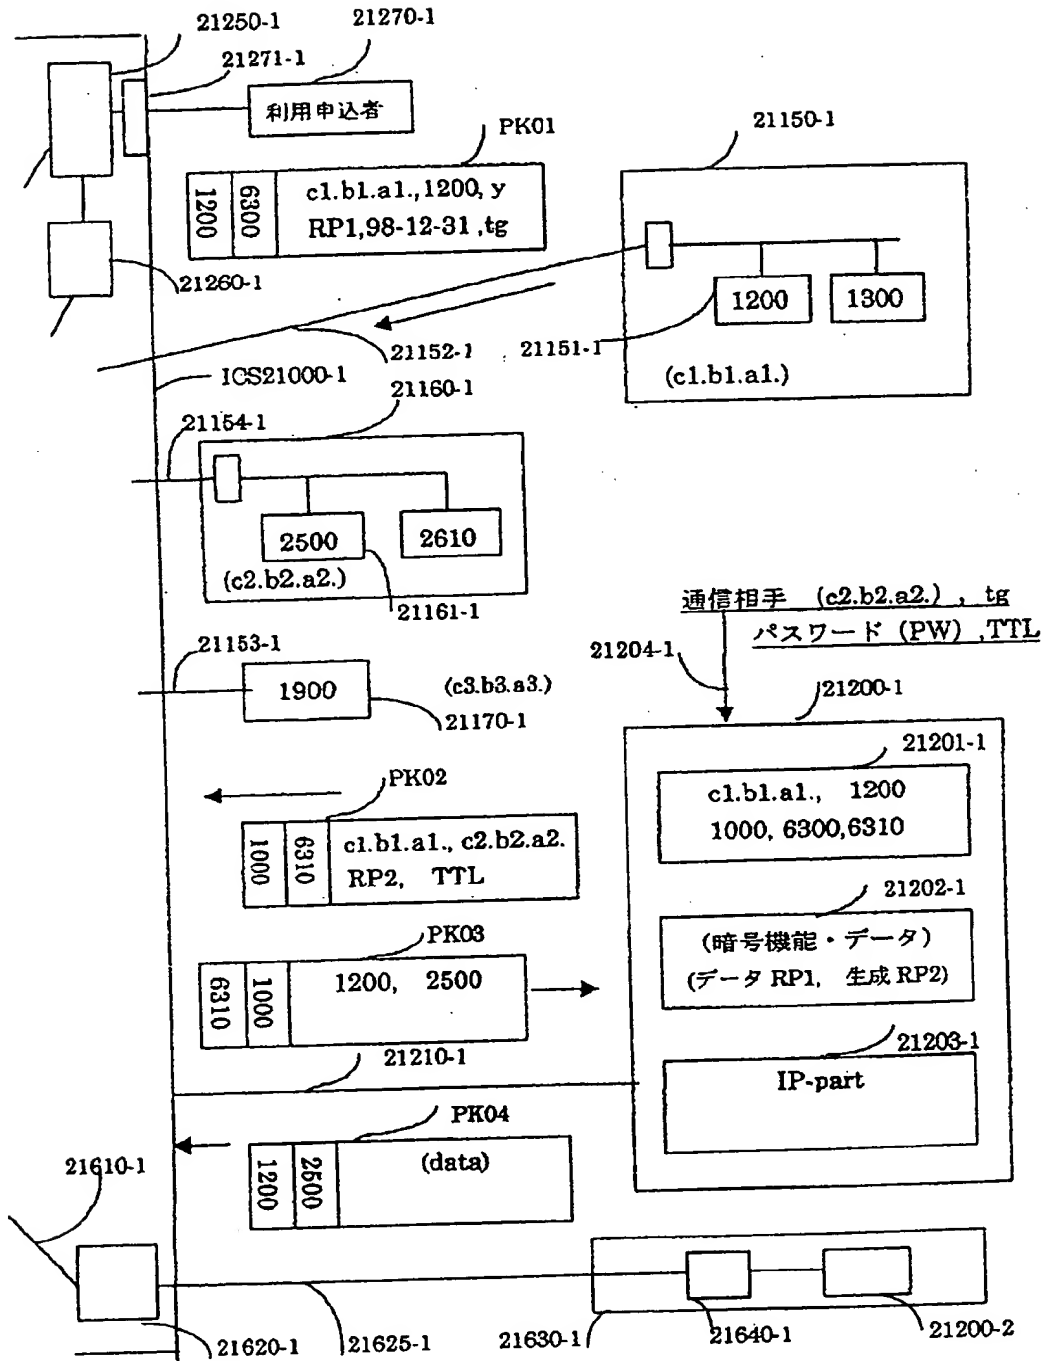 21250-1
21270-1
21271-1
利用申込者
PK01
21150-1
1200
6300
c1.b1.a1.,1200, y
RP1,98-12-31 ,tg
21260-1
1200
1300
21152-1
21151-1
(c1.b1.a1.)
ICS21000-1
21160-1
21154-1
2500
2610
(c2.b2.a2.)
21161-1
通信相手 (c2.b2.a2.) , tg
パスワード (PW) ,TTL
21153-1
21204-1
1900
(c3.b3.a3.)
21200-1
21170-1
21201-1
PK02
c1.b1.a1., 1200
1000, 6300,6310
1000
6310
c1.b1.a1., c2.b2.a2.
RP2, TTL
21202-1
(暗号機能・データ)
(データRP1, 生成RP2)
PK03
6310
1000
1200, 2500
21203-1
21210-1
IP-part
PK04
1200
2500
(data)
21610-1
21620-1
21625-1
21630-1
21640-1
21200-2